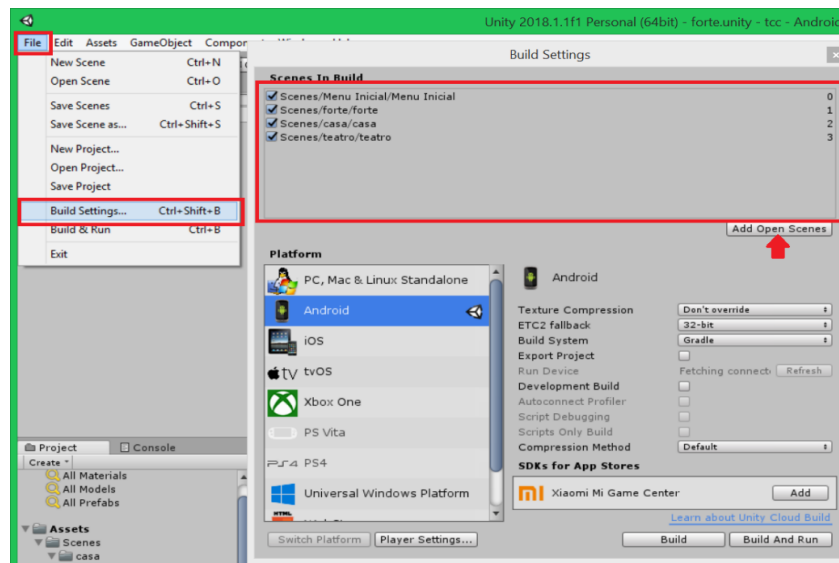 Unity 2018.1.1f1 Personal (64bit) - forte.unity - tcc - Android
File Edit Assets GameObject
New Scene Ctrl+N
Open Scene Ctrl+O
Save Scenes Ctrl+S
Save Scene as... Ctrl+Shift+S
New Project...
Open Project...
Save Project
Build Settings... Ctrl+Shift+B
Build & Run Ctrl+B
Exit
Build Settings
Scenes In Build
Scenes/Menu Inicial/Menu Inicial 0
Scenes/forte/forte 1
Scenes/casa/casa 2
Scenes/teatro/teatro 3
Add Open Scenes
Platform
PC, Mac & Linux Standalone
Android
iOS
tv tvOS
Xbox One
PS Vita
PS4 PS4
Universal Windows Platform
HTML
Switch Platform Player Settings...
Android
Texture Compression Don't override
ETC2 fallback 32-bit
Build System Gradle
Export Project
Run Device Fetching connecti Refresh
Development Build
Autoconnect Profiler
Script Debugging
Scripts Only Build
Compression Method Default
SDKs for App Stores
Xiaomi Mi Game Center Add
Learn about Unity Cloud Build
Build Build And Run
Project Console
Create
All Materials
All Models
All Prefabs
Assets
Scenes
casa